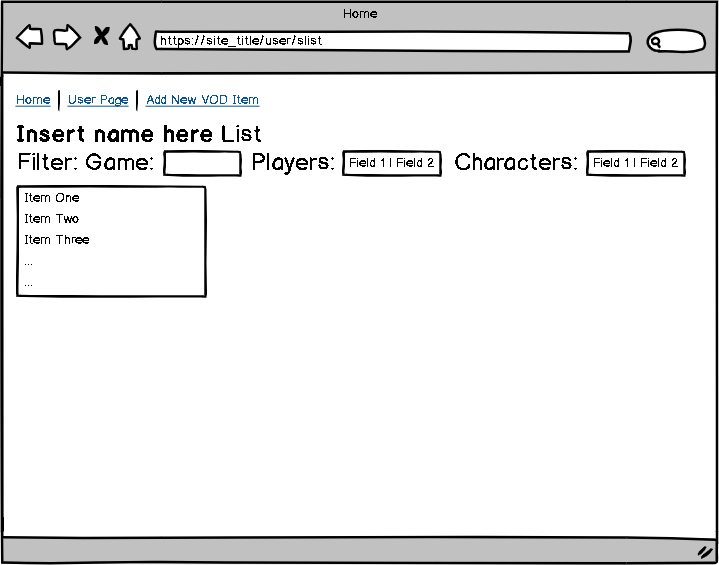 Home
https://site_title/user/slist
Home | User Page | Add New VOD Item
Insert name here List
Filter: Game: Players: Field 1 | Field 2 Characters: Field 1 | Field 2
Item One
Item Two
Item Three
...
...